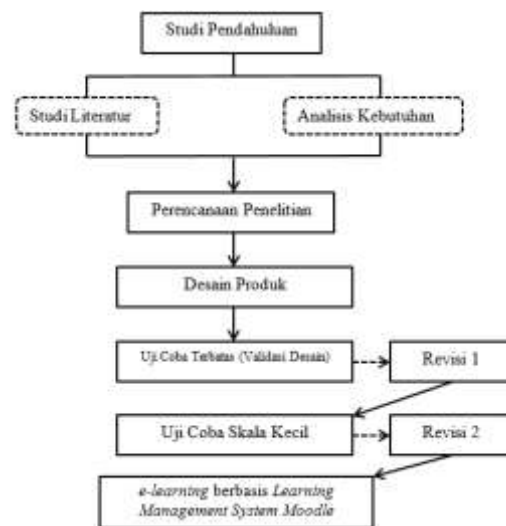 Studi Pendahuluan
Studi Literatur
Analisis Kebutuhan
Perencanaan Penelitian
Desain Produk
Uji Coba Terbatas (Validasi Desain)
Revisi 1
Uji Coba Skala Kecil
Revisi 2
e-learning berbasis Learning
Management System Moodle